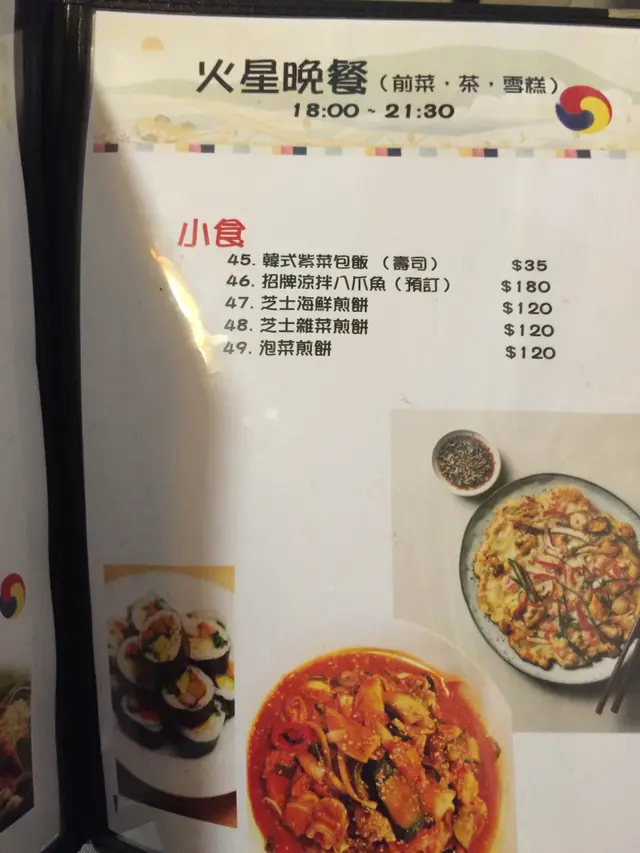 火星晚餐（前菜·茶·雪糕）
18:00 ~ 21:30
小食
45. 韓式紫菜包飯 （壽司） $35
46. 招牌涼拌八爪魚（預訂） $180
47. 芝士海鮮煎餅 $120
48. 芝士雜菜煎餅 $120
49. 泡菜煎餅 $120